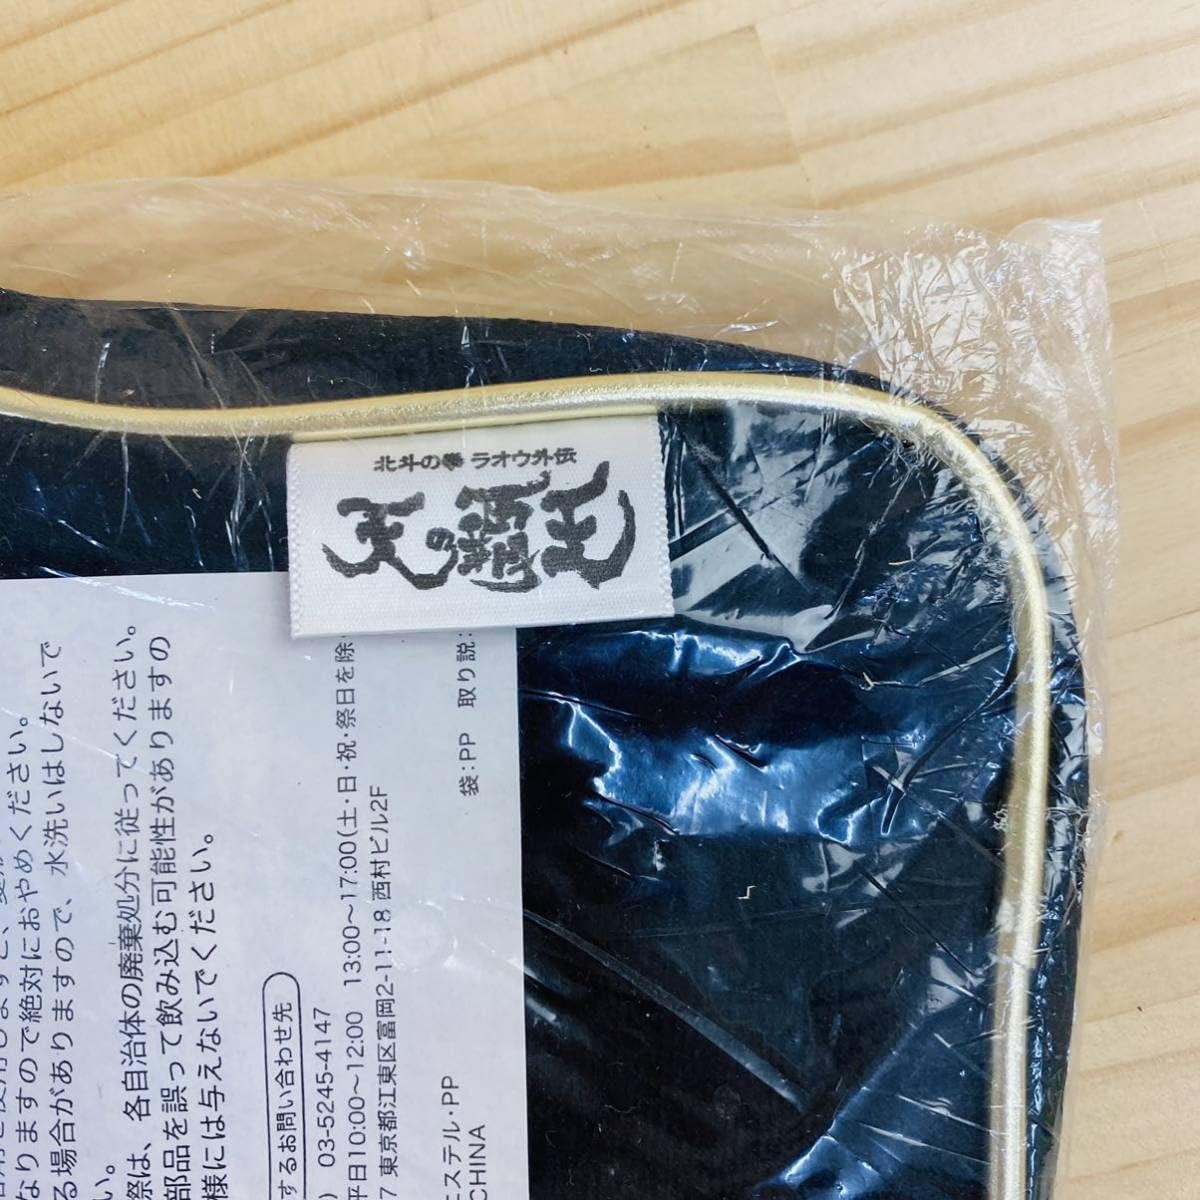 北斗の拳 ラオウ外伝
天の覇王
ください。
なりますので絶対におやめください。
る場合がありますので、水洗いはしないで
い。
際は、各自治体の廃棄処分に従ってください。
部品を誤って飲み込む可能性がありますの
様には与えないでください。
するお問い合わせ先
03-5245-4147
平日10:00〜12:00 13:00〜17:00(土・日・祝・祭日を除
7 東京都江東区富岡2-11-18 西村ビル2F
エステル・PP
袋:PP 取り説:
CHINA